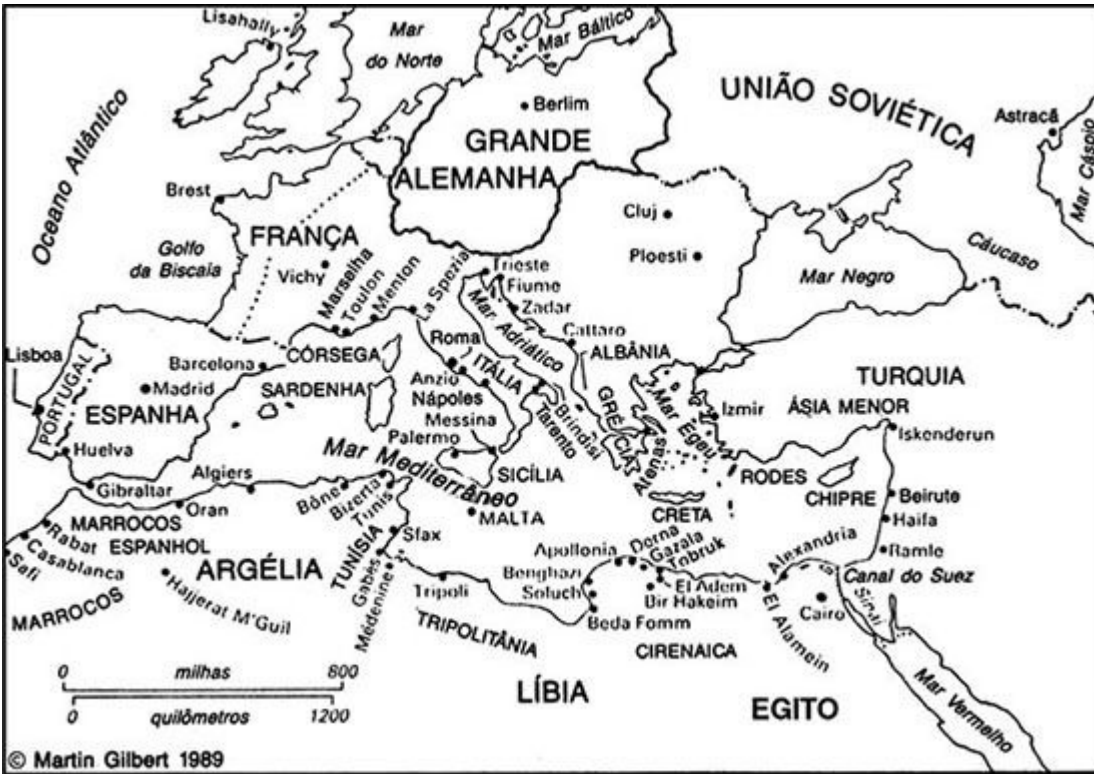 Lisahally
Mar
do Norte
Mar Báltico
Oceano Atlântico
Berlim
GRANDE
ALEMANHA
UNIÃO SOVIÉTICA
Astracã
Mar Cáspio
Brest
Golfo
da Biscaia
FRANÇA
Vichy
Marselha
Toulon
Menton
La Spezia
Trieste
Fiume
Zadar
Cattaro
Mar Adriático
Cluj
Ploesti
Mar Negro
Cáucaso
Lisboa
PORTUGAL
Barcelona
Madrid
ESPANHA
Huelva
Gibraltar
CÓRSEGA
SARDENHA
Roma
ITÁLIA
Anzio
Nápoles
Messina
Palermo
SICÍLIA
Brindisi
Tarento
ALBÂNIA
GRÉCIA
Atenas
Mar Egeu
Izmir
TURQUIA
ÁSIA MENOR
Iskenderun
RODES
CHIPRE
CRETA
Beirute
Haifa
Ramle
Mar Mediterrâneo
MALTA
Algiers
Oran
Bône
Bizerta
Tunis
TUNÍSIA
Sfax
Gabès
Médenine
MARROCOS
ESPANHOL
Rabat
Casablanca
Safi
MARROCOS
ARGÉLIA
Hajjerat M'Guil
Tripoli
TRIPOLITÂNIA
Apollonia
Derna
Gazala
Tobruk
Benghazi
Soluch
El Adem
Bir Hakeim
Beda Fomm
CIRENAICA
Alexandria
El Alamein
Cairo
Canal do Suez
Mar Vermelho
LÍBIA
EGITO
0 milhas 800
0 quilômetros 1200
© Martin Gilbert 1989